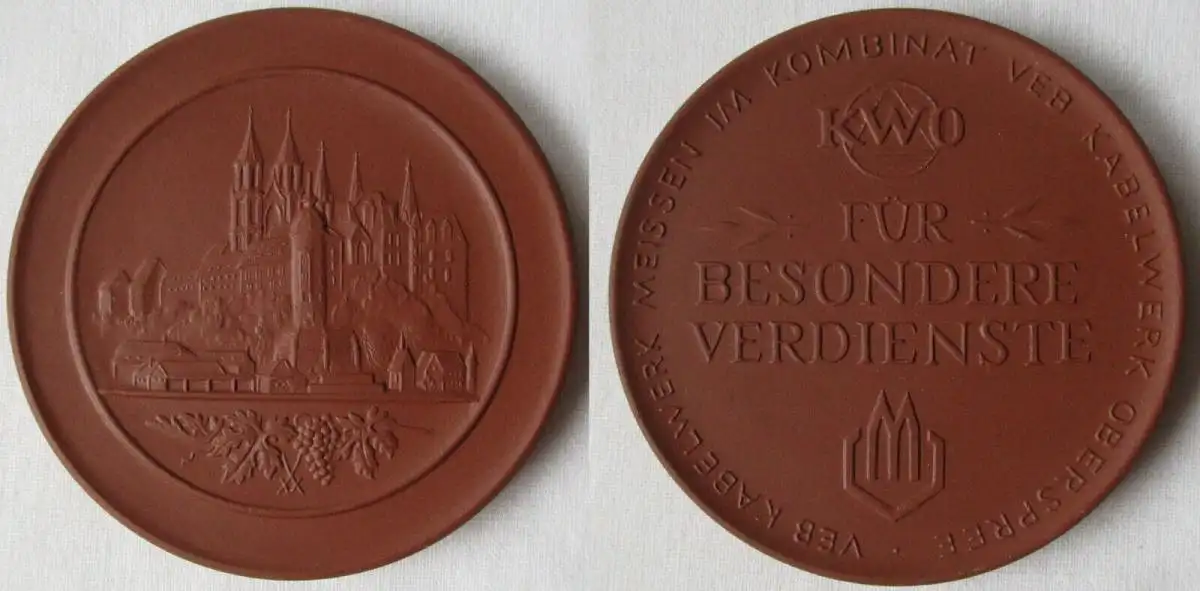 VEB KABELWERK MEISSEN IM KOMBINAT VEB KABELWERK OBERSPREE ·
KWO
FÜR
BESONDERE
VERDIENSTE
M